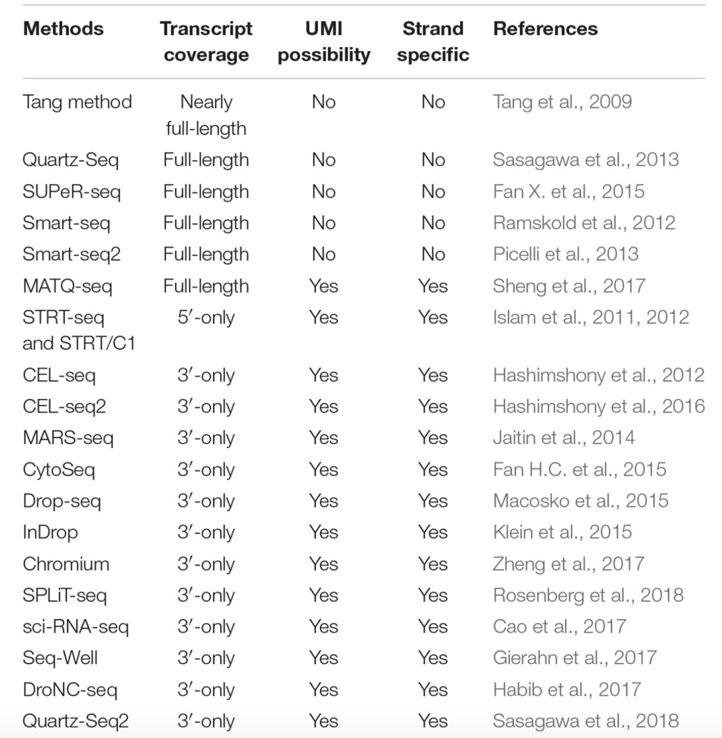 Methods Transcript UMI Strand References
coverage possibility specific
Tang method Nearly No No Tang et al., 2009
full-length
Quartz-Seq Full-length No No Sasagawa et al., 2013
SUPeR-seq Full-length No No Fan X. et al., 2015
Smart-seq Full-length No No Ramskold et al., 2012
Smart-seq2 Full-length No No Picelli et al., 2013
MATQ-seq Full-length Yes Yes Sheng et al., 2017
STRT-seq 5′-only Yes Yes Islam et al., 2011, 2012
and STRT/C1
CEL-seq 3′-only Yes Yes Hashimshony et al., 2012
CEL-seq2 3′-only Yes Yes Hashimshony et al., 2016
MARS-seq 3′-only Yes Yes Jaitin et al., 2014
CytoSeq 3′-only Yes Yes Fan H.C. et al., 2015
Drop-seq 3′-only Yes Yes Macosko et al., 2015
InDrop 3′-only Yes Yes Klein et al., 2015
Chromium 3′-only Yes Yes Zheng et al., 2017
SPLiT-seq 3′-only Yes Yes Rosenberg et al., 2018
sci-RNA-seq 3′-only Yes Yes Cao et al., 2017
Seq-Well 3′-only Yes Yes Gierahn et al., 2017
DroNC-seq 3′-only Yes Yes Habib et al., 2017
Quartz-Seq2 3′-only Yes Yes Sasagawa et al., 2018